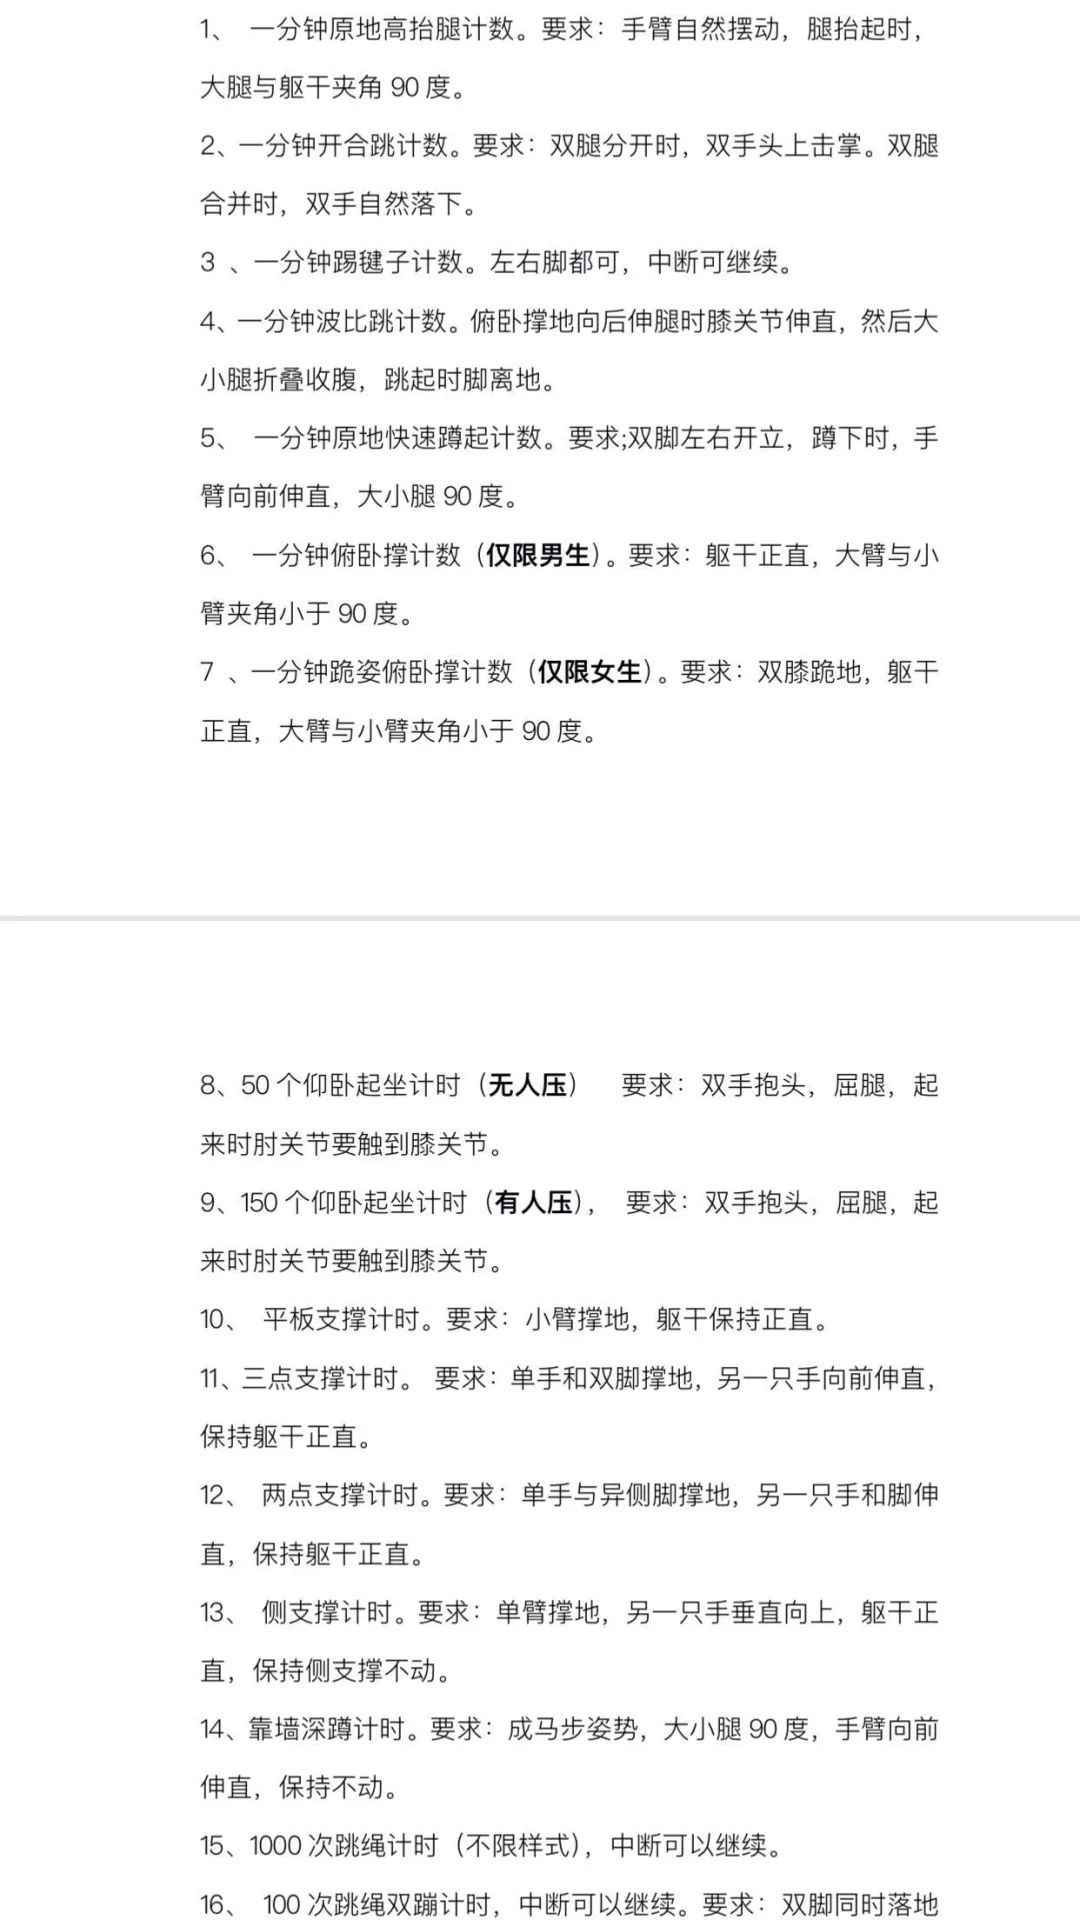 1、 一分钟原地高抬腿计数。要求：手臂自然摆动，腿抬起时，
大腿与躯干夹角 90 度。
2、一分钟开合跳计数。要求：双腿分开时，双手头上击掌。双腿
合并时，双手自然落下。
3 、一分钟踢毽子计数。左右脚都可，中断可继续。
4、一分钟波比跳计数。俯卧撑地向后伸腿时膝关节伸直，然后大
小腿折叠收腹，跳起时脚离地。
5、 一分钟原地快速蹲起计数。要求;双脚左右开立，蹲下时，手
臂向前伸直，大小腿 90 度。
6、 一分钟俯卧撑计数（仅限男生）。要求：躯干正直，大臂与小
臂夹角小于 90 度。
7 、一分钟跪姿俯卧撑计数（仅限女生）。要求：双膝跪地，躯干
正直，大臂与小臂夹角小于 90 度。
8、50 个仰卧起坐计时（无人压） 要求：双手抱头，屈腿，起
来时肘关节要触到膝关节。
9、150 个仰卧起坐计时（有人压）， 要求：双手抱头，屈腿，起
来时肘关节要触到膝关节。
10、 平板支撑计时。要求：小臂撑地，躯干保持正直。
11、三点支撑计时。 要求：单手和双脚撑地，另一只手向前伸直，
保持躯干正直。
12、 两点支撑计时。要求：单手与异侧脚撑地，另一只手和脚伸
直，保持躯干正直。
13、 侧支撑计时。要求：单臂撑地，另一只手垂直向上，躯干正
直，保持侧支撑不动。
14、靠墙深蹲计时。要求：成马步姿势，大小腿 90 度，手臂向前
伸直，保持不动。
15、1000 次跳绳计时（不限样式），中断可以继续。
16、 100 次跳绳双蹦计时，中断可以继续。要求：双脚同时落地